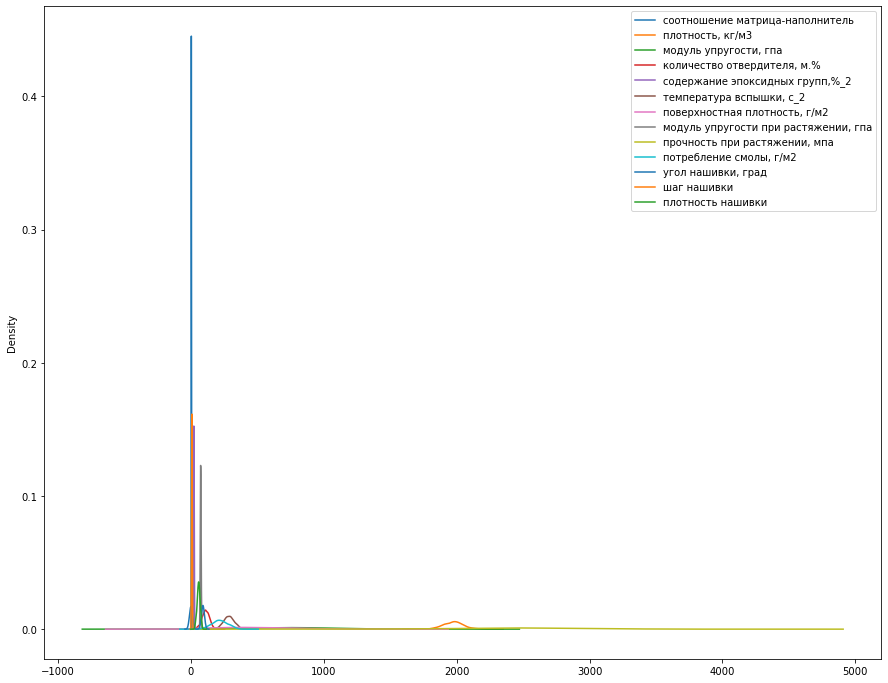 соотношение матрица-наполнитель
плотность, кг/м3
модуль упругости, гпа
количество отвердителя, м.%
содержание эпоксидных групп,%_2
температура вспышки, с_2
поверхностная плотность, г/м2
модуль упругости при растяжении, гпа
прочность при растяжении, мпа
потребление смолы, г/м2
угол нашивки, град
шаг нашивки
плотность нашивки
0.4
0.3
Density
0.2
0.1
0.0
−1000 0 1000 2000 3000 4000 5000